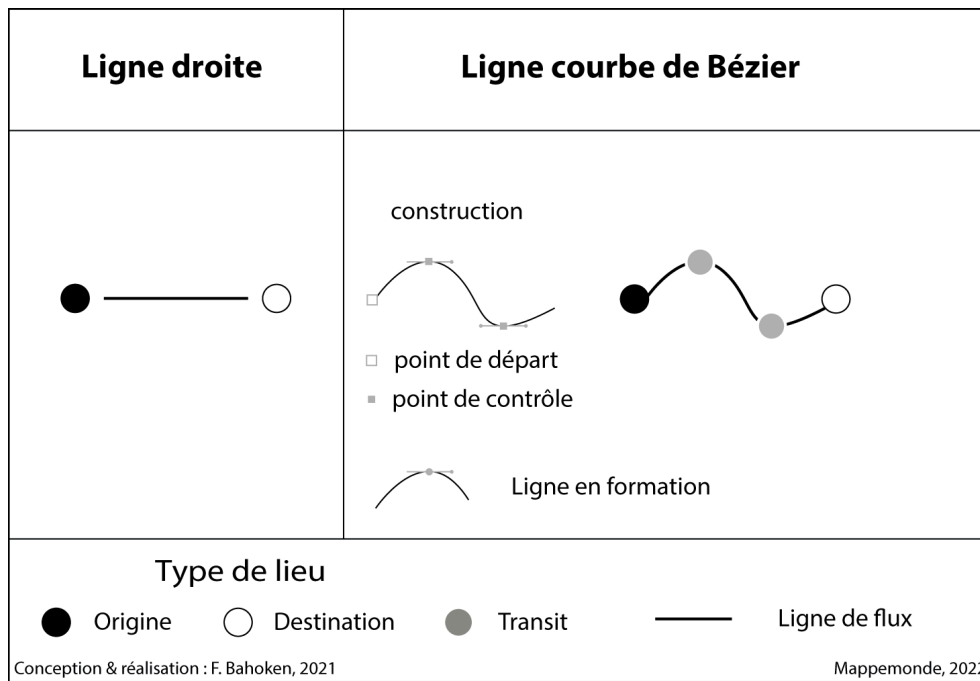 Ligne droite
Ligne courbe de Bézier
construction
point de départ
point de contrôle
Ligne en formation
Type de lieu
Origine
Destination
Transit
Ligne de flux
Conception & réalisation : F. Bahoken, 2021
Mappemonde, 2022